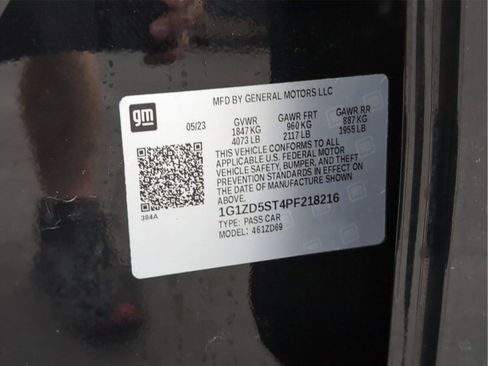 gm
MFD BY GENERAL MOTORS LLC
05/23 GVWR GAWR FRT GAWR RR
1847 KG 960 KG 887 KG
4073 LB 2117 LB 1955 LB
THIS VEHICLE CONFORMS TO ALL
APPLICABLE U.S. FEDERAL MOTOR
VEHICLE SAFETY, BUMPER, AND THEFT
PREVENTION STANDARDS IN EFFECT ON
THE DATE OF MANUFACTURE SHOWN
ABOVE.
384A
1G1ZD5ST4PF218216
TYPE: PASS CAR
MODEL: 461ZD69